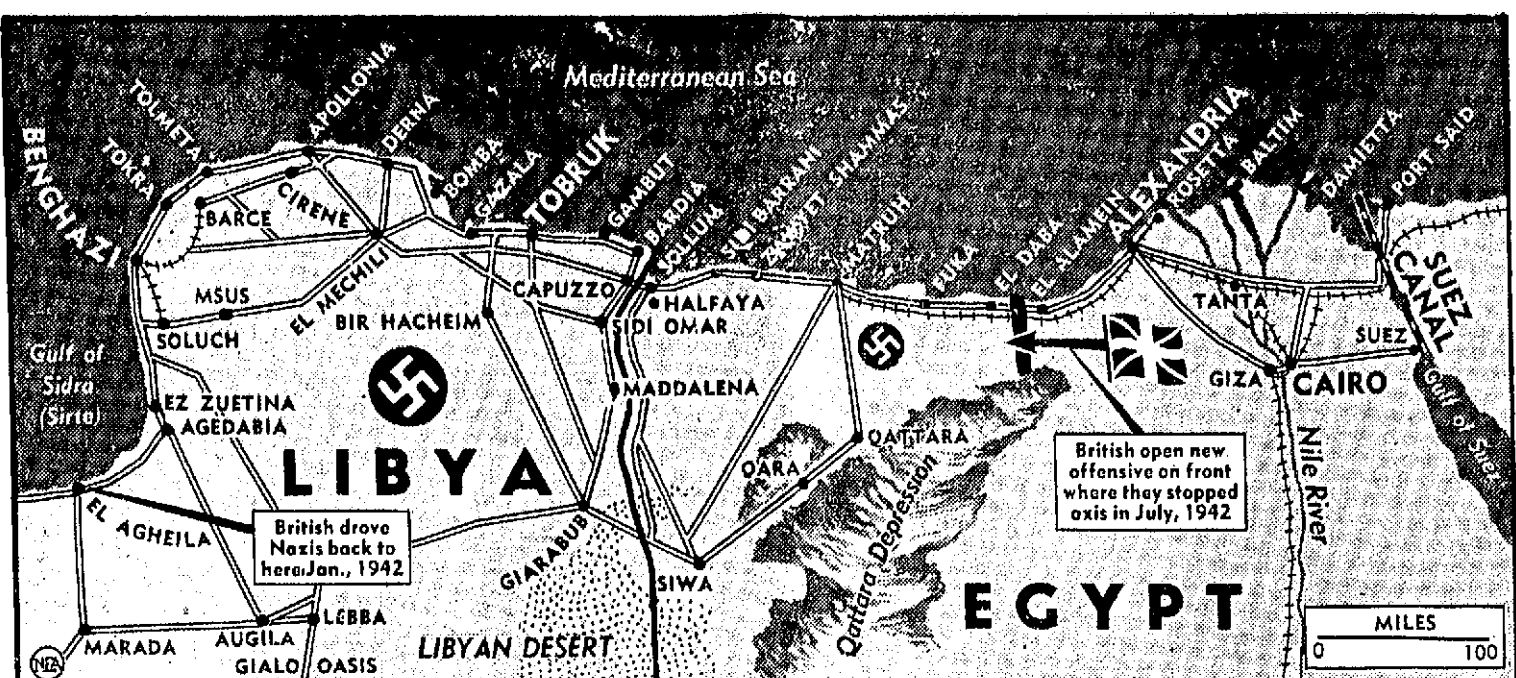 Mediterranean Sea
BENGHAZI
TOKRA
TOLMETA
APOLLONIA
DERNA
BOMBA
GAZALA
TOBRUK
GAMBUT
BARDIA
SOLLUM
BARRANI
ZAWIET SHAMMAS
MATRUH
FUKA
EL DABA
EL ALAMEIN
ALEXANDRIA
ROSETTA
BALTIM
DAMIETTA
PORT SAID
BARCE
CIRENE
MSUS
EL MECHILI
SOLUCH
BIR HACHEIM
CAPUZZO
HALFAYA
SIDI OMAR
TANTA
SUEZ
SUEZ
CANAL
Gulf of
Sidra
(Sirta)
EZ ZUETINA
AGEDABIA
MADDALENA
GIZA
CAIRO
Gulf of Suez
LIBYA
QARA
QATTARA
Qattara Depression
British open new
offensive on front
where they stopped
axis in July, 1942
Nile River
EL AGHEILA
British drove
Nazis back to
here Jan., 1942
GIARABUB
SIWA
EGYPT
MARADA
AUGILA
LEBBA
GIALO OASIS
LIBYAN DESERT
MILES
0 100
NEA